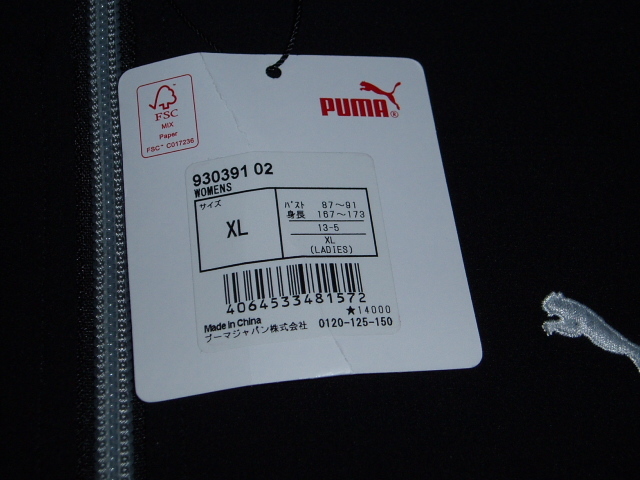 FSC
MIX
Paper
FSC™ C017236
PUMA®
930391 02
WOMENS
サイズ
XL
バスト 87～91
身長 167～173
13-5
XL
(LADIES)
4064533481572
★14000
Made in China
プーマジャパン株式会社 0120-125-150